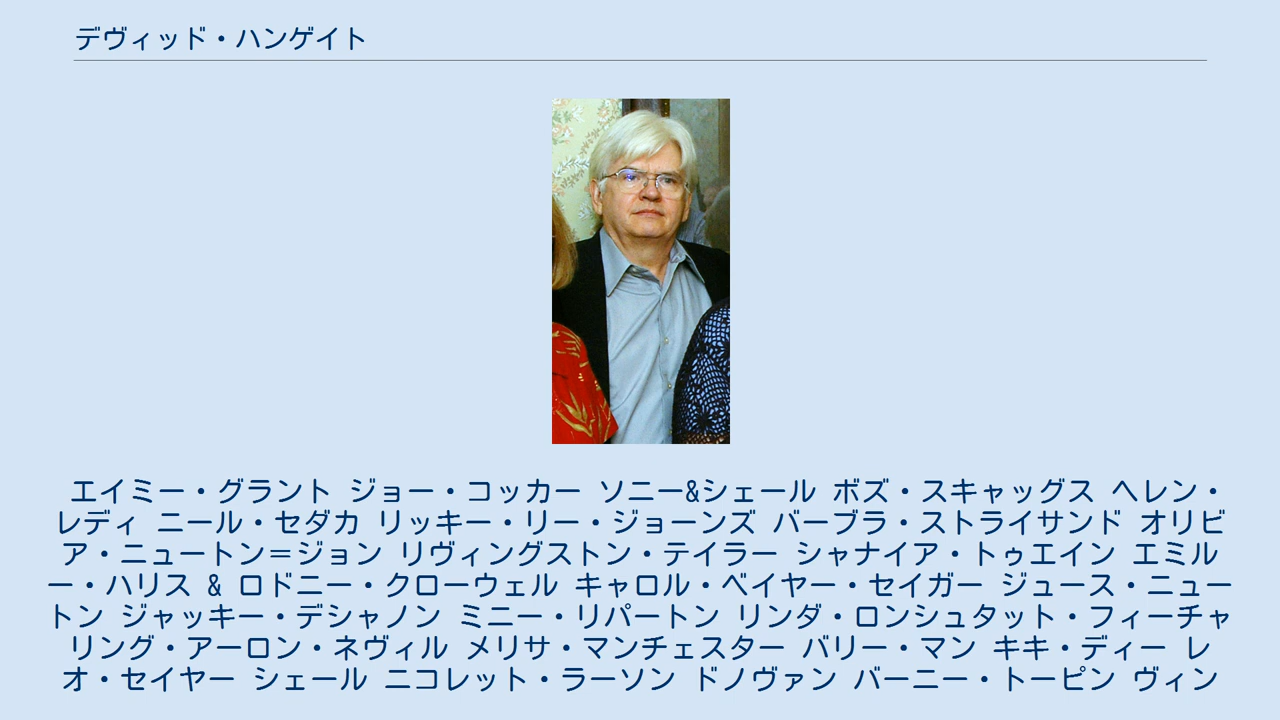 デヴィッド・ハンゲイト
エイミー・グラント ジョー・コッカー ソニー&シェール ボズ・スキャッグス ヘレン・
レディ ニール・セダカ リッキー・リー・ジョーンズ バーブラ・ストライサンド オリビ
ア・ニュートン＝ジョン リヴィングストン・テイラー シャナイア・トゥエイン エミル
ー・ハリス & ロドニー・クローウェル キャロル・ベイヤー・セイガー ジュース・ニュー
トン ジャッキー・デシャノン ミニー・リパートン リンダ・ロンシュタット・フィーチャ
リング・アーロン・ネヴィル メリサ・マンチェスター バリー・マン キキ・ディー レ
オ・セイヤー シェール ニコレット・ラーソン ドノヴァン バーニー・トーピン ヴィン